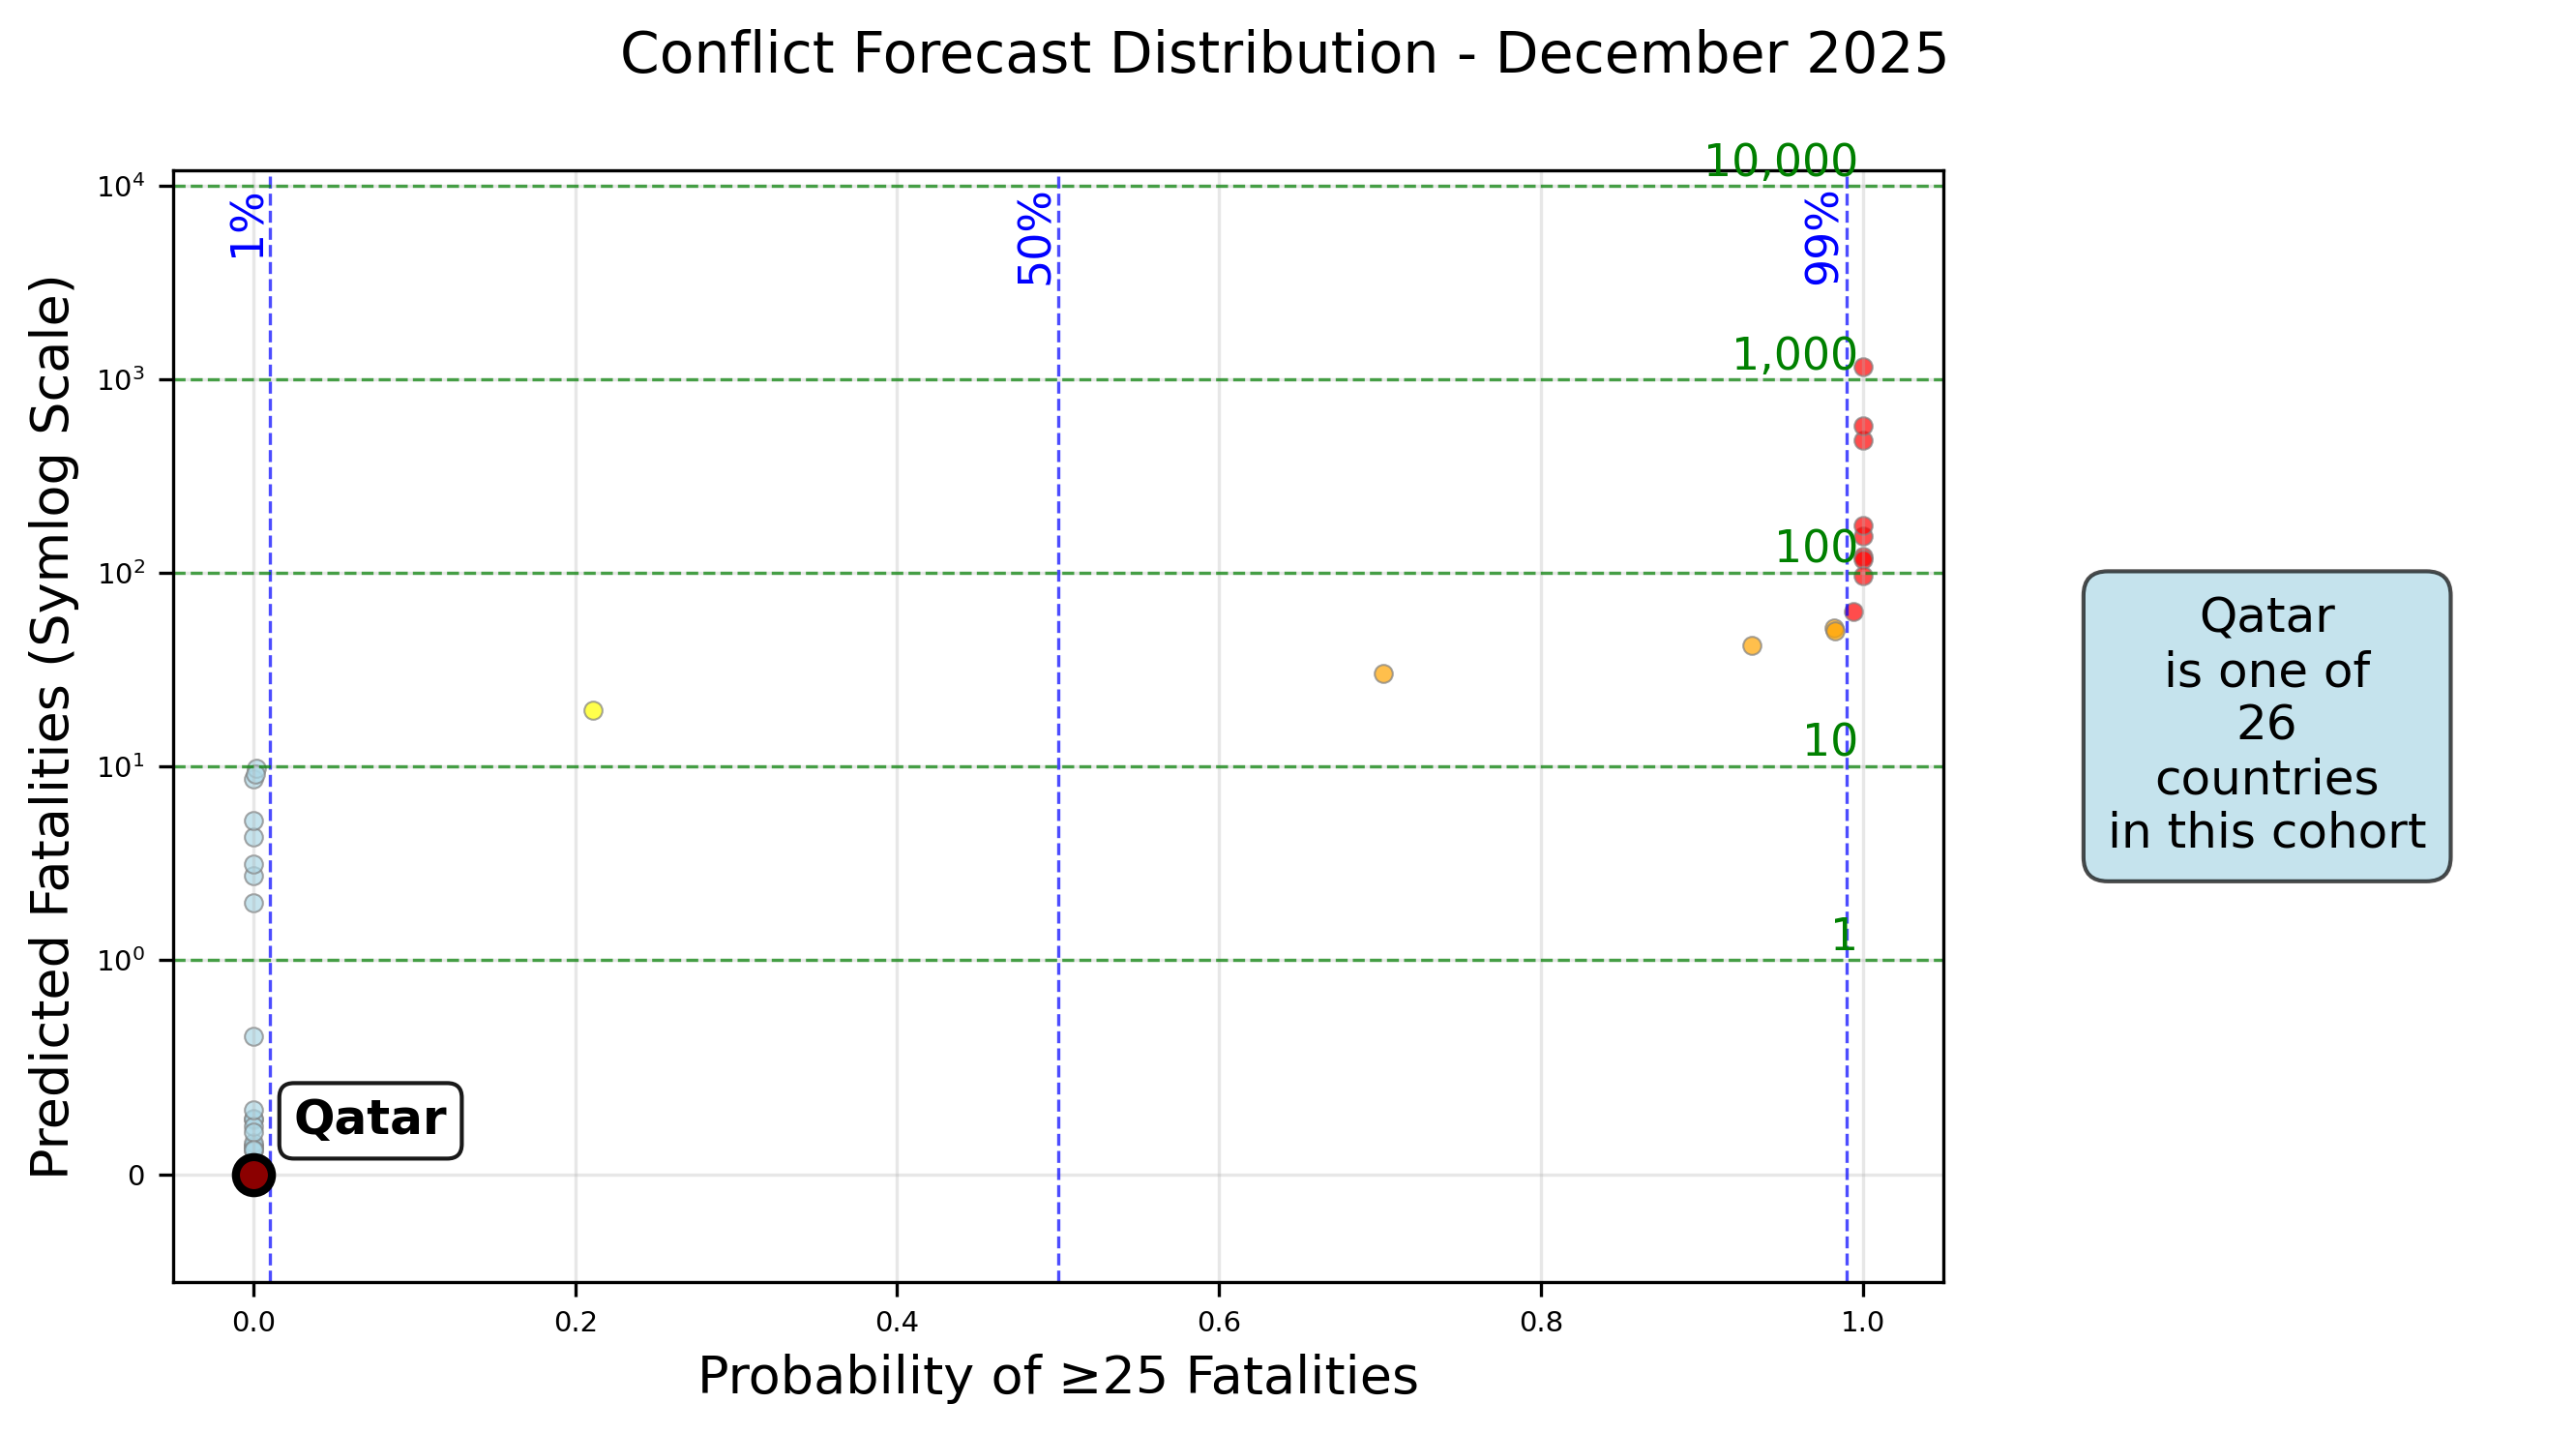 Conflict Forecast Distribution - December 2025
Predicted Fatalities (Symlog Scale)
10⁴
10³
10²
10¹
10⁰
0
1%
50%
99%
10,000
1,000
100
10
1
Qatar
0.0
0.2
0.4
0.6
0.8
1.0
Probability of ≥25 Fatalities
Qatar
is one of
26
countries
in this cohort